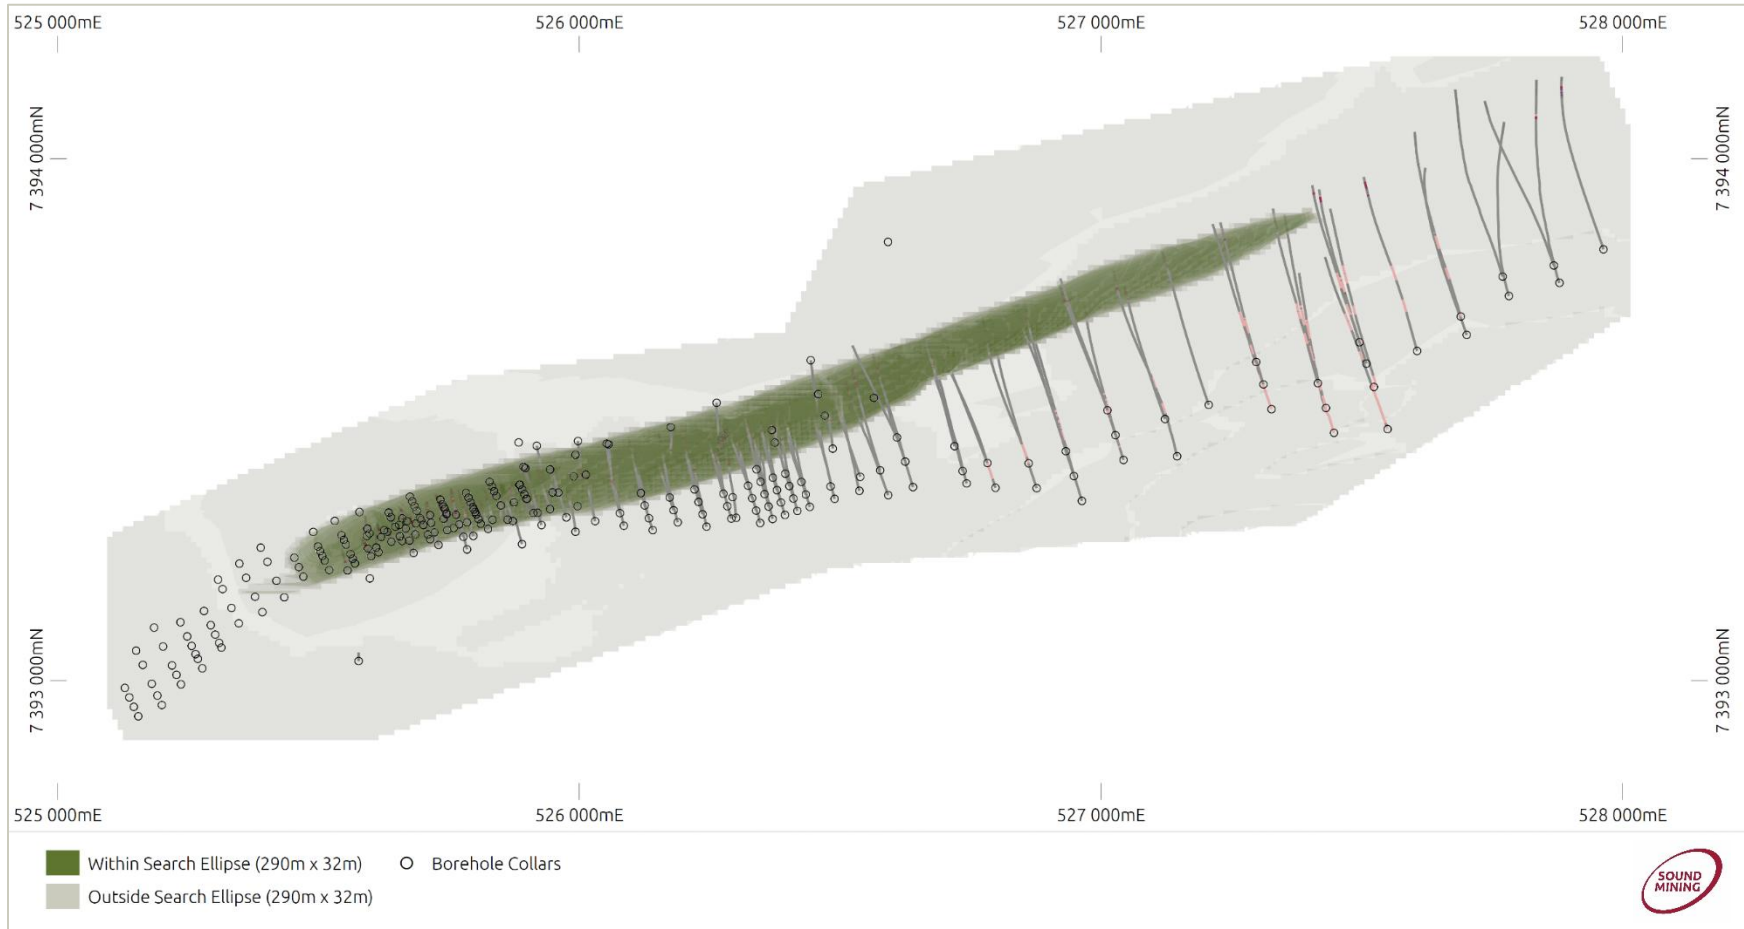 525 000mE 526 000mE 527 000mE 528 000mE
7 394 000mN 7 394 000mN
7 393 000mN 7 393 000mN
525 000mE 526 000mE 527 000mE 528 000mE
Within Search Ellipse (290m x 32m) Borehole Collars
Outside Search Ellipse (290m x 32m)
SOUND
MINING